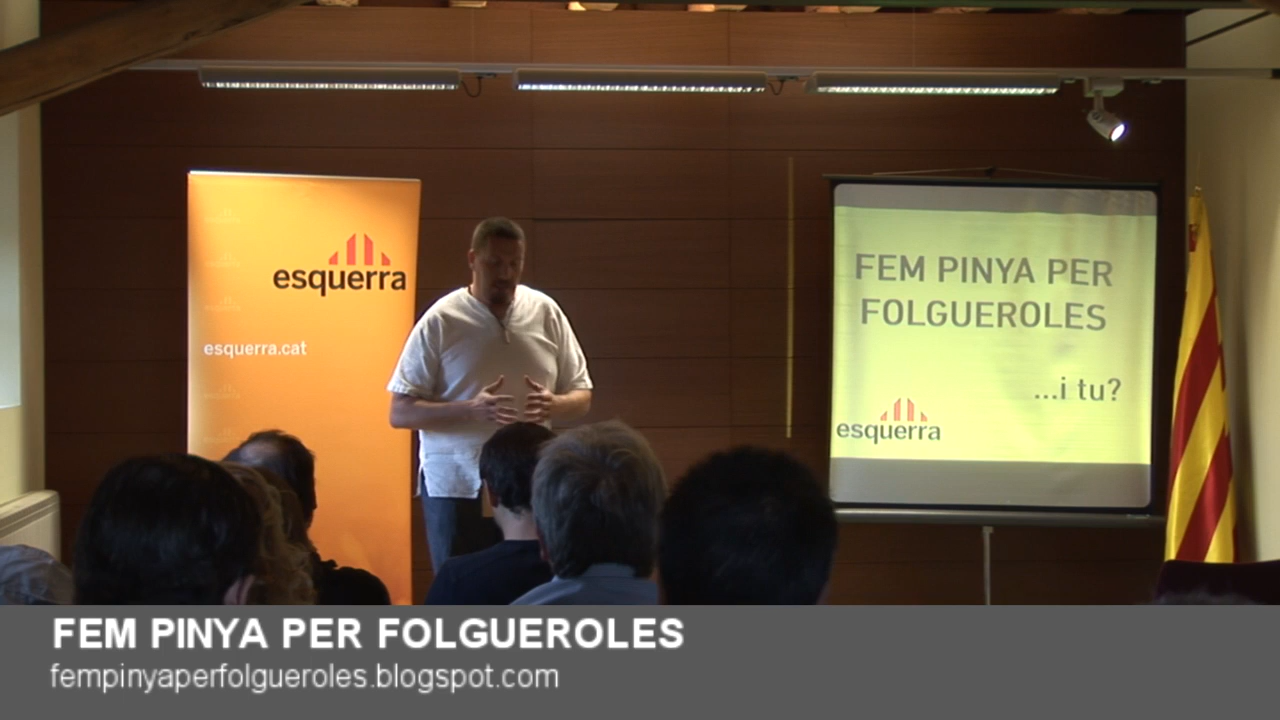 esquerra
esquerra.cat
FEM PINYA PER
FOLGUEROLES
...i tu?
esquerra
FEM PINYA PER FOLGUEROLES
fempinyaperfolgueroles.blogspot.com